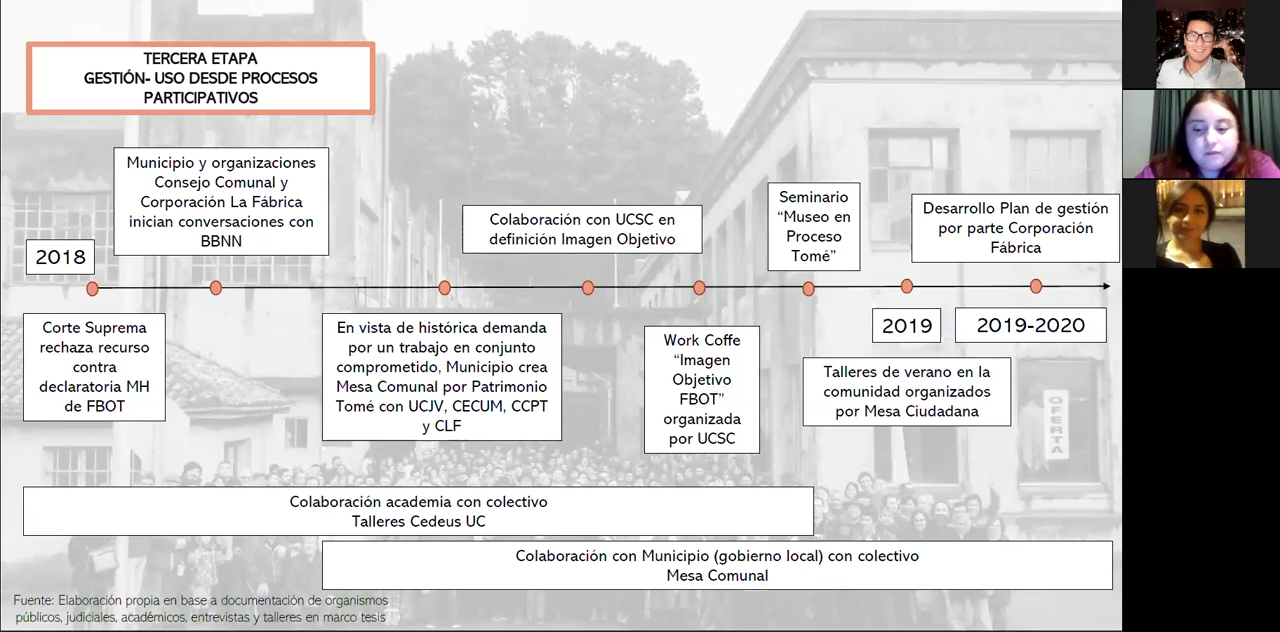 TERCERA ETAPA
GESTIÓN- USO DESDE PROCESOS
PARTICIPATIVOS
2018
Municipio y organizaciones
Consejo Comunal y
Corporación La Fábrica
inician conversaciones con
BBNN
Colaboración con UCSC en
definición Imagen Objetivo
Seminario
“Museo en
Proceso
Tomé”
Desarrollo Plan de gestión
por parte Corporación
Fábrica
Corte Suprema
rechaza recurso
contra
declaratoria MH
de FBOT
En vista de histórica demanda
por un trabajo en conjunto
comprometido, Municipio crea
Mesa Comunal por Patrimonio
Tomé con UCJV, CECUM, CCPT
y CLF
Work Coffe
“Imagen
Objetivo
FBOT”
organizada
por UCSC
2019
2019-2020
Talleres de verano en la
comunidad organizados
por Mesa Ciudadana
OFERTA
Colaboración academia con colectivo
Talleres Cedeus UC
Colaboración con Municipio (gobierno local) con colectivo
Mesa Comunal
Fuente: Elaboración propia en base a documentación de organismos
públicos, judiciales, académicos, entrevistas y talleres en marco tesis